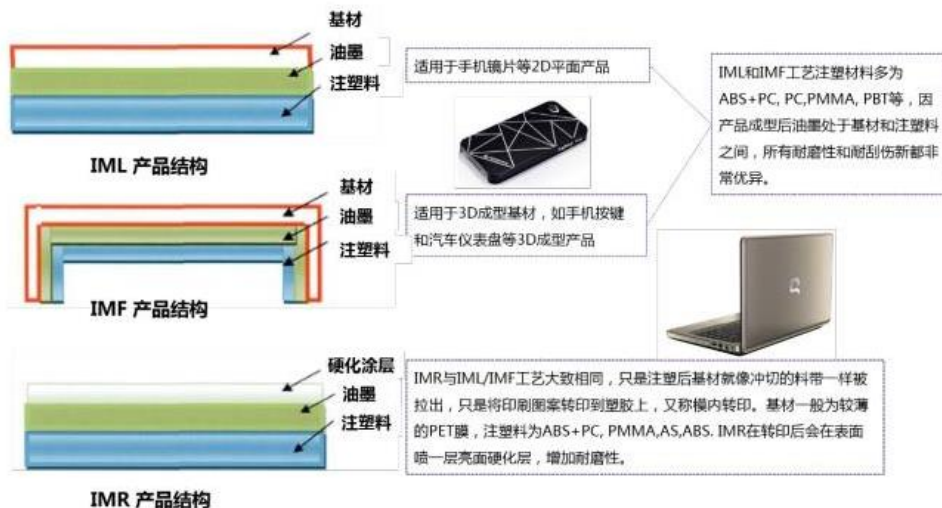 基材
油墨
注塑料
IML 产品结构
适用于手机镜片等2D平面产品
IML和IMF工艺注塑材料多为
ABS+PC, PC,PMMA, PBT等，因
产品成型后油墨处于基材和注塑料
之间，所有耐磨性和耐刮伤新都非
常优异。
基材
油墨
注塑料
IMF 产品结构
适用于3D成型基材，如手机按键
和汽车仪表盘等3D成型产品
硬化涂层
油墨
注塑料
IMR 产品结构
IMR与IML/IMF工艺大致相同，只是注塑后基材就像冲切的料带一样被
拉出，只是将印刷图案转印到塑胶上，又称模内转印。基材一般为较薄
的PET膜，注塑料为ABS+PC, PMMA,AS,ABS. IMR在转印后会在表面
喷一层亮面硬化层，增加耐磨性。